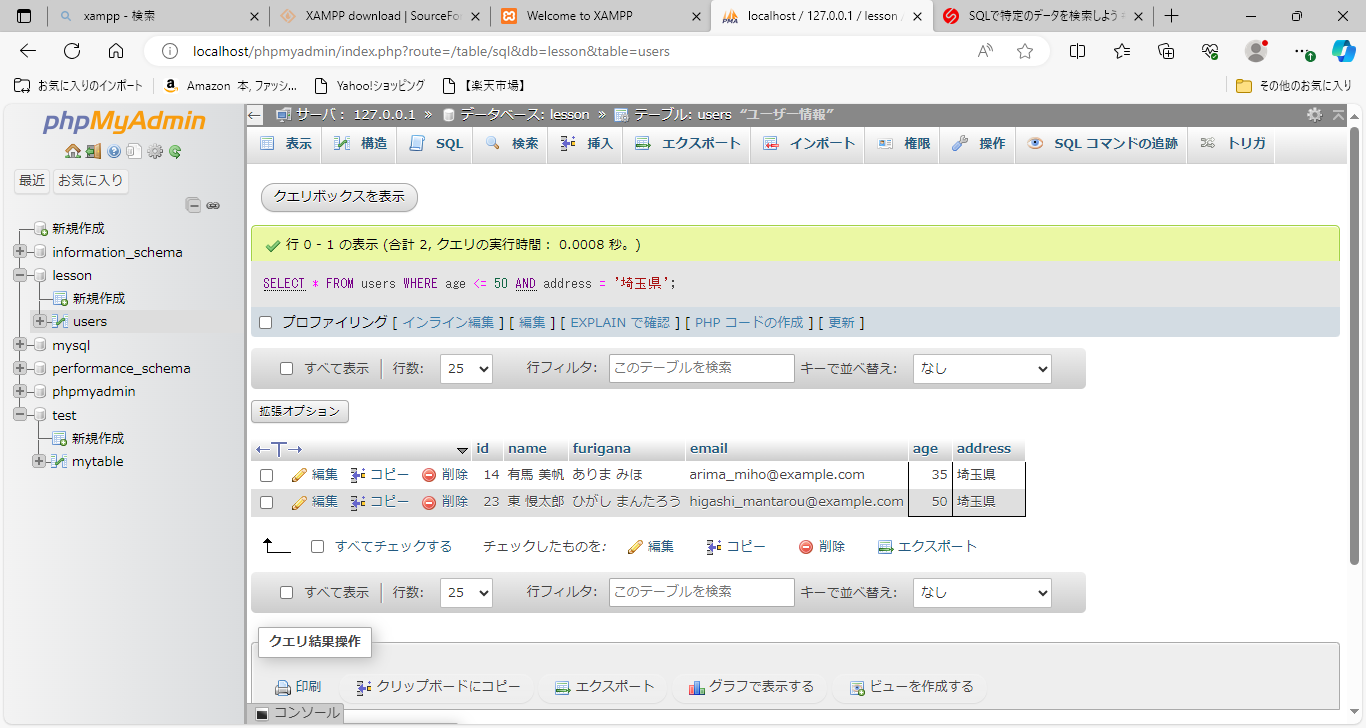 xampp - 検索
XAMPP download | SourceFo
Welcome to XAMPP
localhost / 127.0.0.1 / lesson /
SQLで特定のデータを検索しよう
localhost/phpmyadmin/index.php?route=/table/sql&db=lesson&table=users
お気に入りのインポート
Amazon 本, ファッシ...
Yahoo!ショッピング
【楽天市場】
その他のお気に入り
phpMyAdmin
最近 お気に入り
新規作成
information_schema
lesson
新規作成
users
mysql
performance_schema
phpmyadmin
test
新規作成
mytable
サーバ: 127.0.0.1 » データベース: lesson » テーブル: users “ユーザー情報”
表示 構造 SQL 検索 挿入 エクスポート インポート 権限 操作 SQL コマンドの追跡 トリガ
クエリボックスを表示
行 0 - 1 の表示 (合計 2, クエリの実行時間: 0.0008 秒。)
SELECT * FROM users WHERE age <= 50 AND address = '埼玉県';
プロファイリング [ インライン編集 ] [ 編集 ] [ EXPLAIN で確認 ] [ PHP コードの作成 ] [ 更新 ]
すべて表示 行数: 25 行フィルタ: このテーブルを検索 キーで並べ替え: なし
拡張オプション
←T→ id name furigana email age address
編集 コピー 削除 14 有馬 美帆 ありま みほ arima_miho@example.com 35 埼玉県
編集 コピー 削除 23 東 慢太郎 ひがし まんたろう higashi_mantarou@example.com 50 埼玉県
すべてチェックする チェックしたものを: 編集 コピー 削除 エクスポート
すべて表示 行数: 25 行フィルタ: このテーブルを検索 キーで並べ替え: なし
クエリ結果操作
印刷 クリップボードにコピー エクスポート グラフで表示する ビューを作成する
コンソール